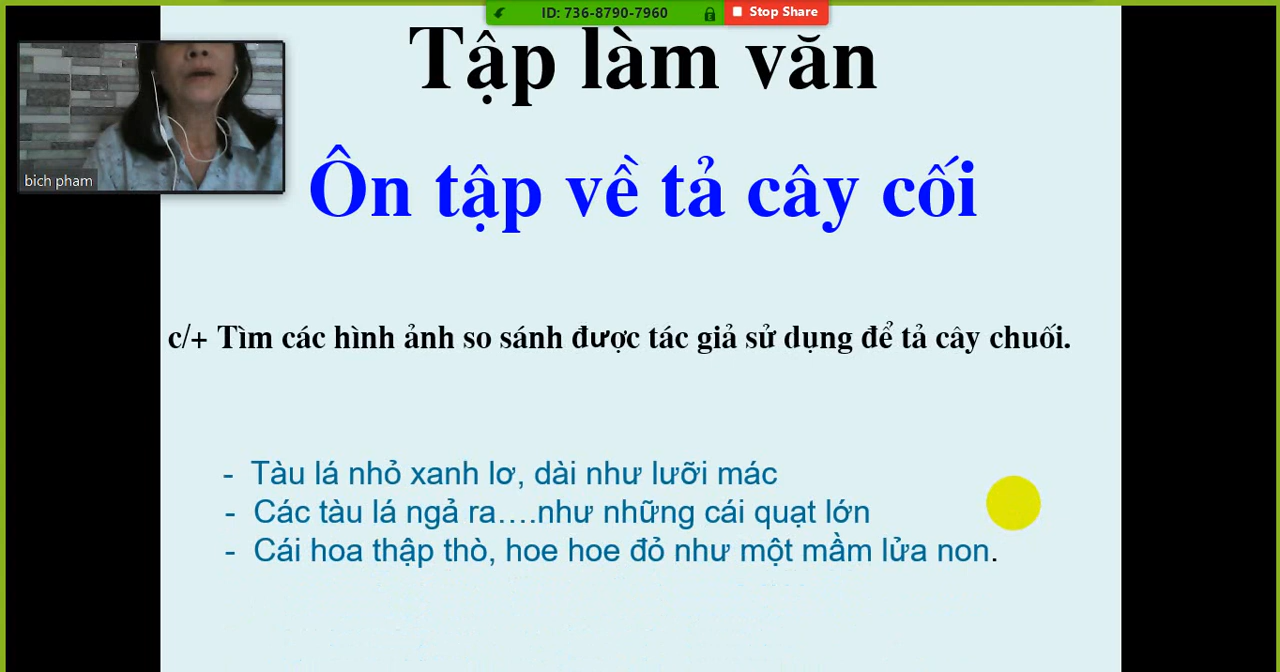 ID: 736-8790-7960
Stop Share
Tập làm văn
bich pham
Ôn tập về tả cây cối
c/+ Tìm các hình ảnh so sánh được tác giả sử dụng để tả cây chuối.
- Tàu lá nhỏ xanh lơ, dài như lưỡi mác
- Các tàu lá ngả ra….như những cái quạt lớn
- Cái hoa thập thò, hoe hoe đỏ như một mầm lửa non.